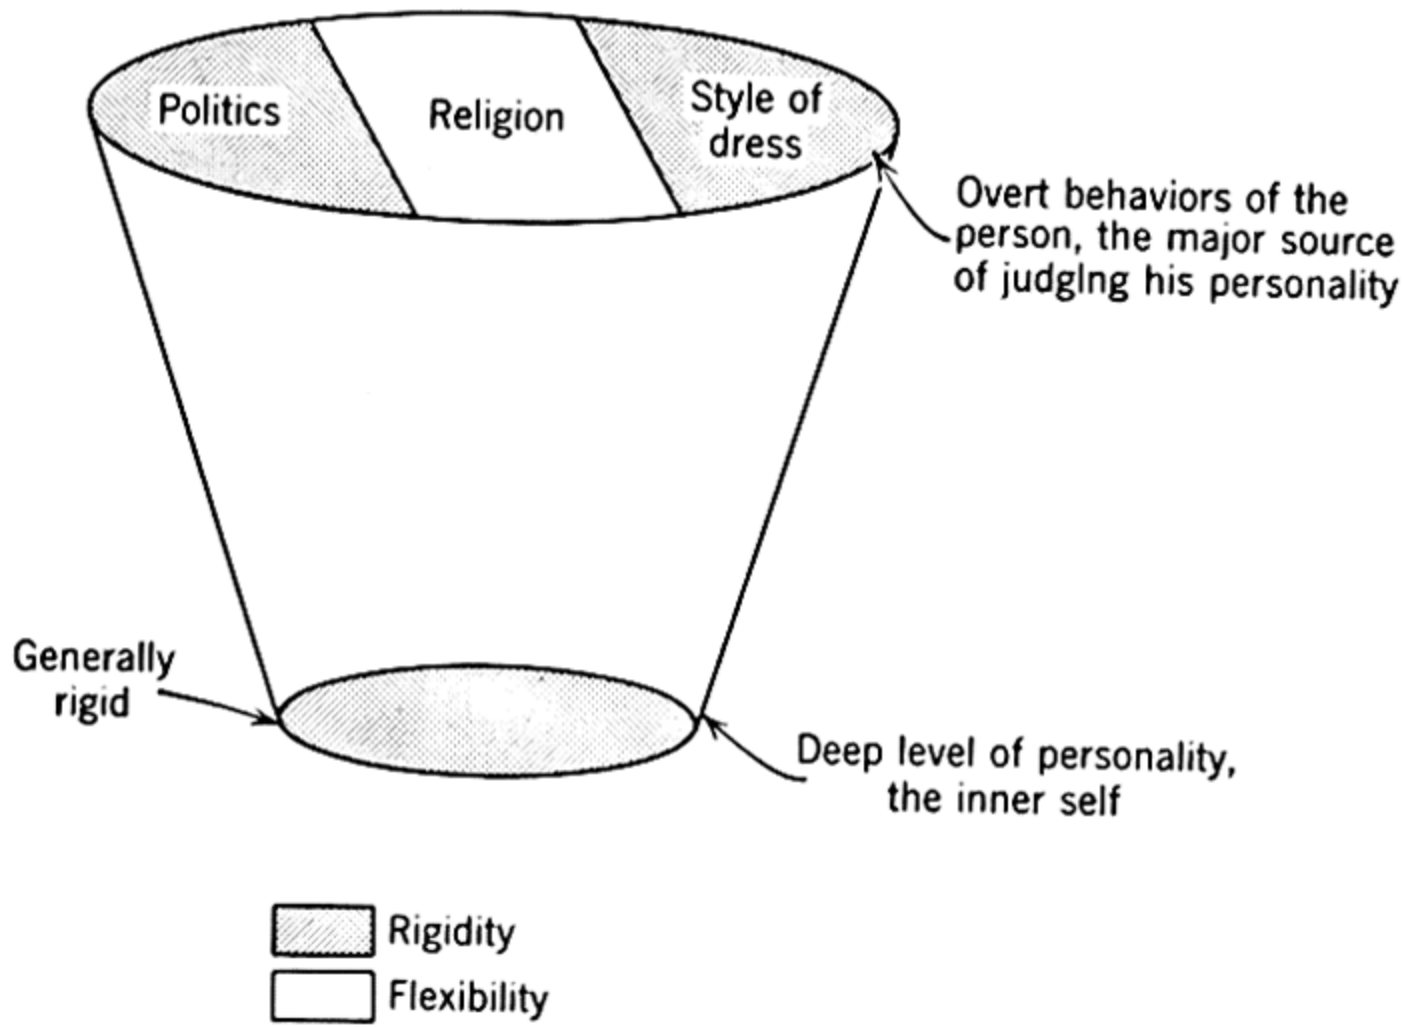 Politics
Religion
Style of
dress
Overt behaviors of the
person, the major source
of judgIng his personality
Generally
rigid
Deep level of personality,
the inner self
Rigidity
Flexibility